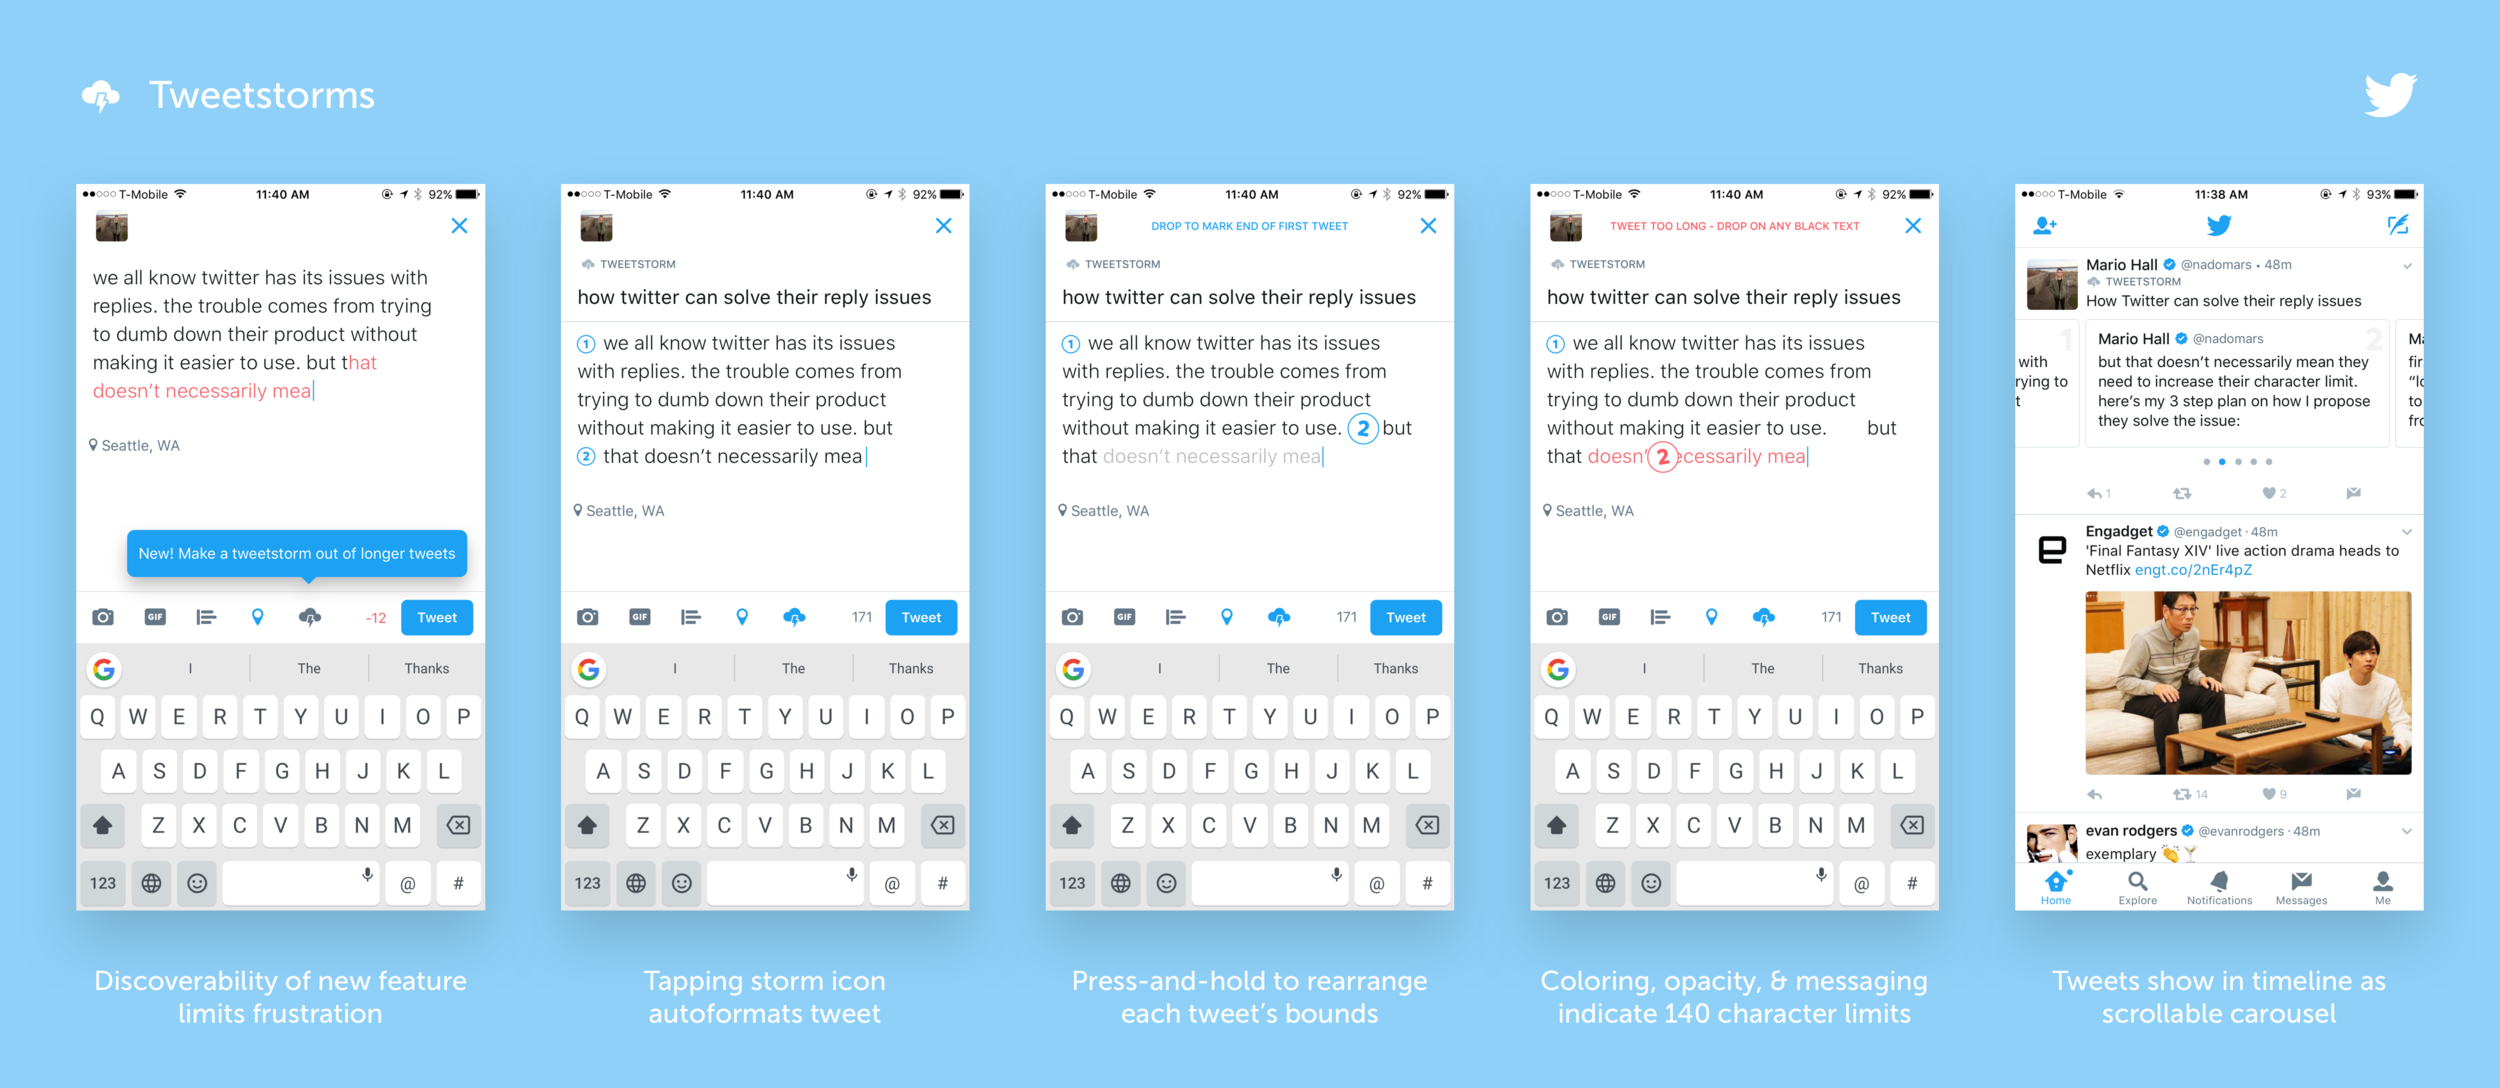 Tweetstorms
T-Mobile 11:40 AM 92%
we all know twitter has its issues with
replies. the trouble comes from trying
to dumb down their product without
making it easier to use. but that
doesn't necessarily mea
Seattle, WA
New! Make a tweetstorm out of longer tweets
GIF -12 Tweet
G I The Thanks
Q W E R T Y U I O P
A S D F G H J K L
Z X C V B N M
123 @ #
Discoverability of new feature
limits frustration
T-Mobile 11:40 AM 92%
TWEETSTORM
how twitter can solve their reply issues
1 we all know twitter has its issues
with replies. the trouble comes from
trying to dumb down their product
without making it easier to use. but
2 that doesn't necessarily mea
Seattle, WA
GIF 171 Tweet
G I The Thanks
Q W E R T Y U I O P
A S D F G H J K L
Z X C V B N M
123 @ #
Tapping storm icon
autoformats tweet
T-Mobile 11:40 AM 92%
DROP TO MARK END OF FIRST TWEET
TWEETSTORM
how twitter can solve their reply issues
1 we all know twitter has its issues
with replies. the trouble comes from
trying to dumb down their product
without making it easier to use. 2 but
that doesn't necessarily mea
Seattle, WA
GIF 171 Tweet
G I The Thanks
Q W E R T Y U I O P
A S D F G H J K L
Z X C V B N M
123 @ #
Press-and-hold to rearrange
each tweet's bounds
T-Mobile 11:40 AM 92%
TWEET TOO LONG - DROP ON ANY BLACK TEXT
TWEETSTORM
how twitter can solve their reply issues
1 we all know twitter has its issues
with replies. the trouble comes from
trying to dumb down their product
without making it easier to use. but
that doesn' 2 ecessarily mea
Seattle, WA
GIF 171 Tweet
G I The Thanks
Q W E R T Y U I O P
A S D F G H J K L
Z X C V B N M
123 @ #
Coloring, opacity, & messaging
indicate 140 character limits
T-Mobile 11:38 AM 93%
Mario Hall @nadomars • 48m
TWEETSTORM
How Twitter can solve their reply issues
1
with
rying to
t
Mario Hall @nadomars 2
but that doesn't necessarily mean they
need to increase their character limit.
here's my 3 step plan on how I propose
they solve the issue:
Ma
fir
"lo
to
fro
1 2
Engadget @engadget · 48m
'Final Fantasy XIV' live action drama heads to
Netflix engt.co/2nEr4pZ
14 9
evan rodgers @evanrodgers · 48m
exemplary 👏🍸
Home Explore Notifications Messages Me
Tweets show in timeline as
scrollable carousel